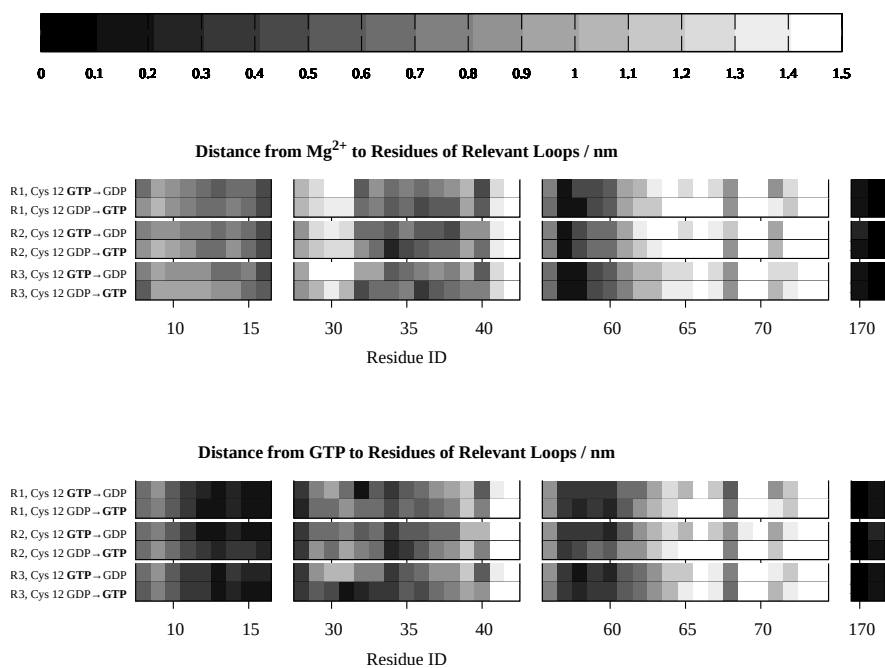 0 0.1 0.2 0.3 0.4 0.5 0.6 0.7 0.8 0.9 1 1.1 1.2 1.3 1.4 1.5
Distance from Mg2+ to Residues of Relevant Loops / nm
R1, Cys 12 GTP→GDP
R1, Cys 12 GDP→GTP
R2, Cys 12 GTP→GDP
R2, Cys 12 GDP→GTP
R3, Cys 12 GTP→GDP
R3, Cys 12 GDP→GTP
10 15 30 35 40 60 65 70 170
Residue ID
Distance from GTP to Residues of Relevant Loops / nm
R1, Cys 12 GTP→GDP
R1, Cys 12 GDP→GTP
R2, Cys 12 GTP→GDP
R2, Cys 12 GDP→GTP
R3, Cys 12 GTP→GDP
R3, Cys 12 GDP→GTP
10 15 30 35 40 60 65 70 170
Residue ID